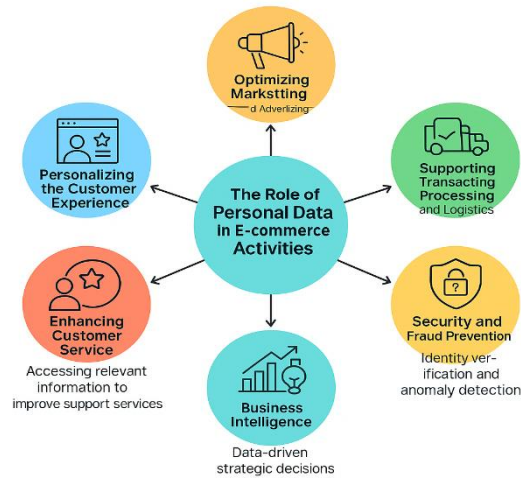 Optimizing
Markstting
d Adverlizing
Personalizing
the Customer
Experience
The Role of
Personal Data
in E-commerce
Activities
Supporting
Transacting
Processing
and Logistics
Enhancing
Customer
Service
Accessing relevant
information to
improve support services
Business
Intelligence
Data-driven
strategic decisions
Security and
Fraud Prevention
Identity ver-
ification and
anomaly detection
?